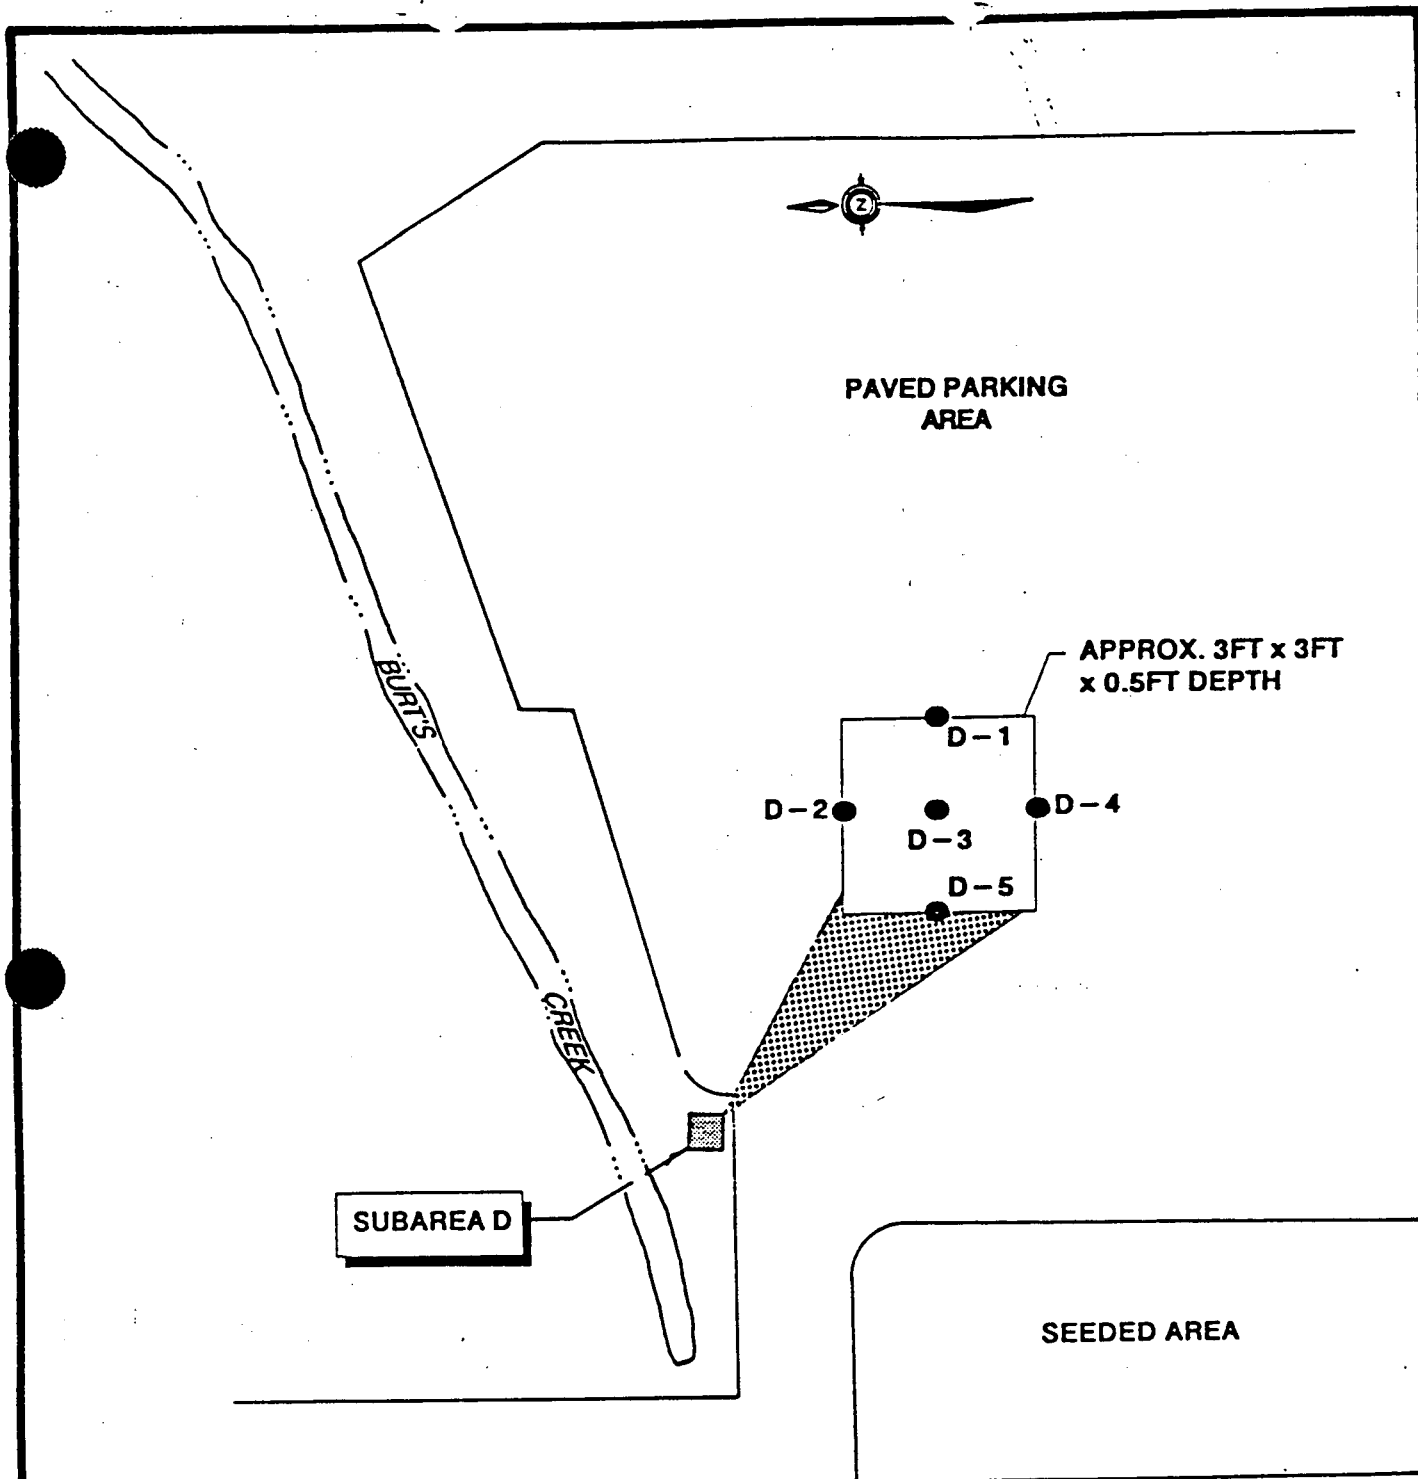 Z
PAVED PARKING
AREA
APPROX. 3FT x 3FT
x 0.5FT DEPTH
BURT'S
D-1
D-2
D-4
D-3
D-5
CREEK
SUBAREA D
SEEDED AREA